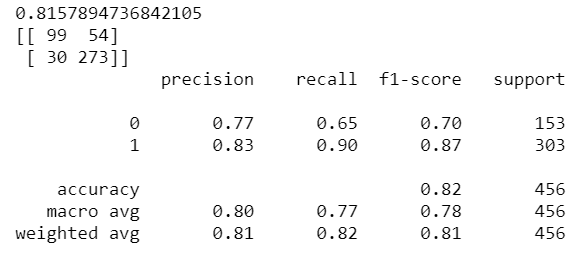 0.8157894736842105
[[ 99  54]
 [ 30 273]]
              precision    recall  f1-score   support

           0       0.77      0.65      0.70       153
           1       0.83      0.90      0.87       303

    accuracy                           0.82       456
   macro avg       0.80      0.77      0.78       456
weighted avg       0.81      0.82      0.81       456